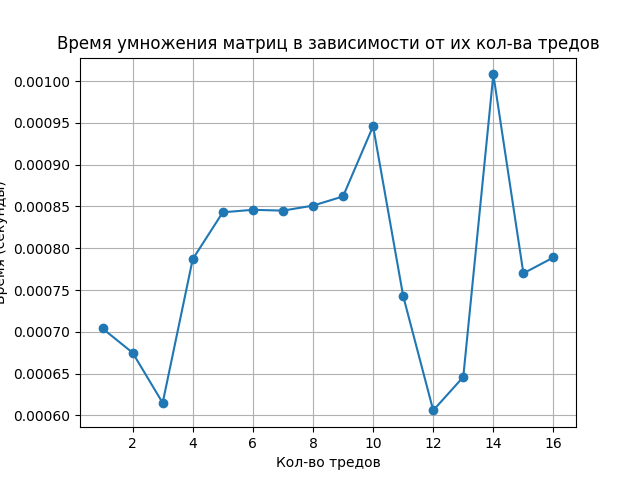 Время умножения матриц в зависимости от их кол-ва тредов
0.00100
0.00095
0.00090
0.00085
0.00080
0.00075
0.00070
0.00065
0.00060
Время (секунды)
2 4 6 8 10 12 14 16
Кол-во тредов